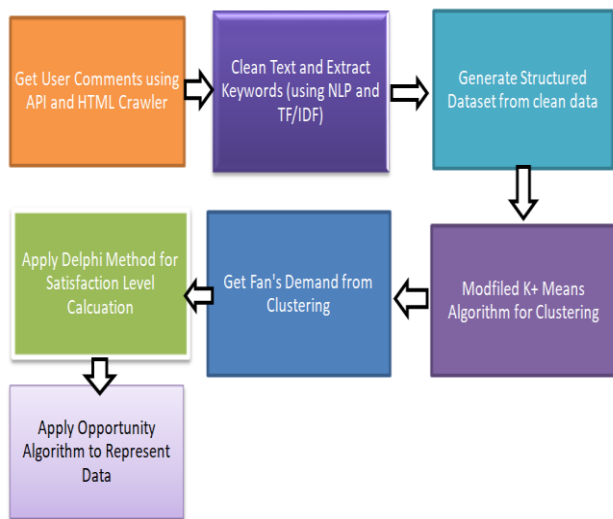 Get User Comments using
API and HTML Crawler
Clean Text and Extract
Keywords (using NLP and
TF/IDF)
Generate Structured
Dataset from clean data
Modfiled K+ Means
Algorithm for Clustering
Get Fan's Demand from
Clustering
Apply Delphi Method for
Satisfaction Level
Calcuation
Apply Opportunity
Algorithm to Represent
Data